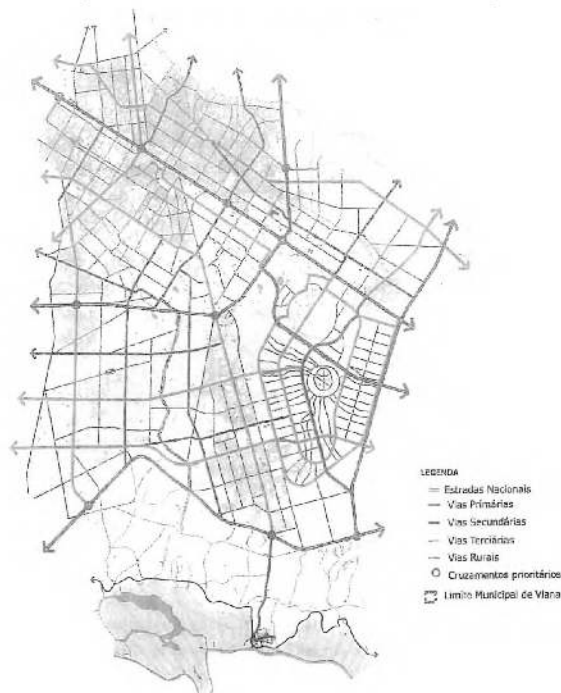 LEGENDA
Estradas Nacionais
Vias Primárias
Vias Secundárias
Vias Terciárias
Vias Rurais
Cruzamentos prioritários
Limite Municipal de Viana